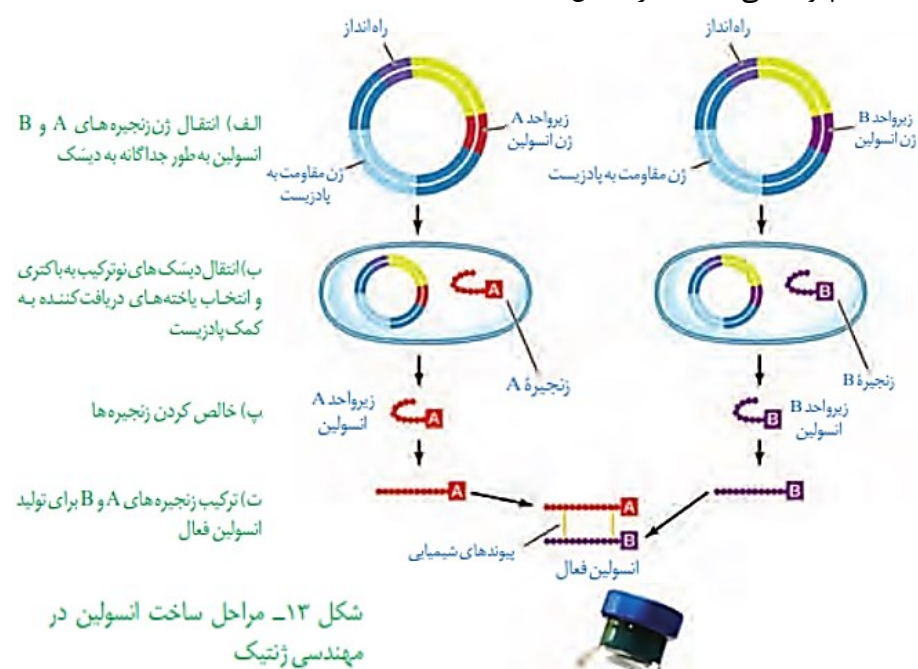 راه‌انداز
راه‌انداز
الف) انتقال ژن زنجیره‌های A و B
انسولین به‌طور جداگانه به دیسَک
زیرواحد A
ژن انسولین
ژن مقاومت به
پادزیست
زیرواحد B
ژن انسولین
ژن مقاومت به پادزیست
ب) انتقال دیسَک‌های نوترکیب به باکتری
و انتخاب یاخته‌های دریافت‌کننده به
کمک پادزیست
A
B
زنجیرهٔ A
زنجیرهٔ B
پ) خالص کردن زنجیره‌ها
زیرواحد A
انسولین
A
B
زیرواحد B
انسولین
ت) ترکیب زنجیره‌های A و B برای تولید
انسولین فعال
A
A
B
B
پیوندهای شیمیایی
انسولین فعال
شکل ۱۳ــ مراحل ساخت انسولین در
مهندسی ژنتیک